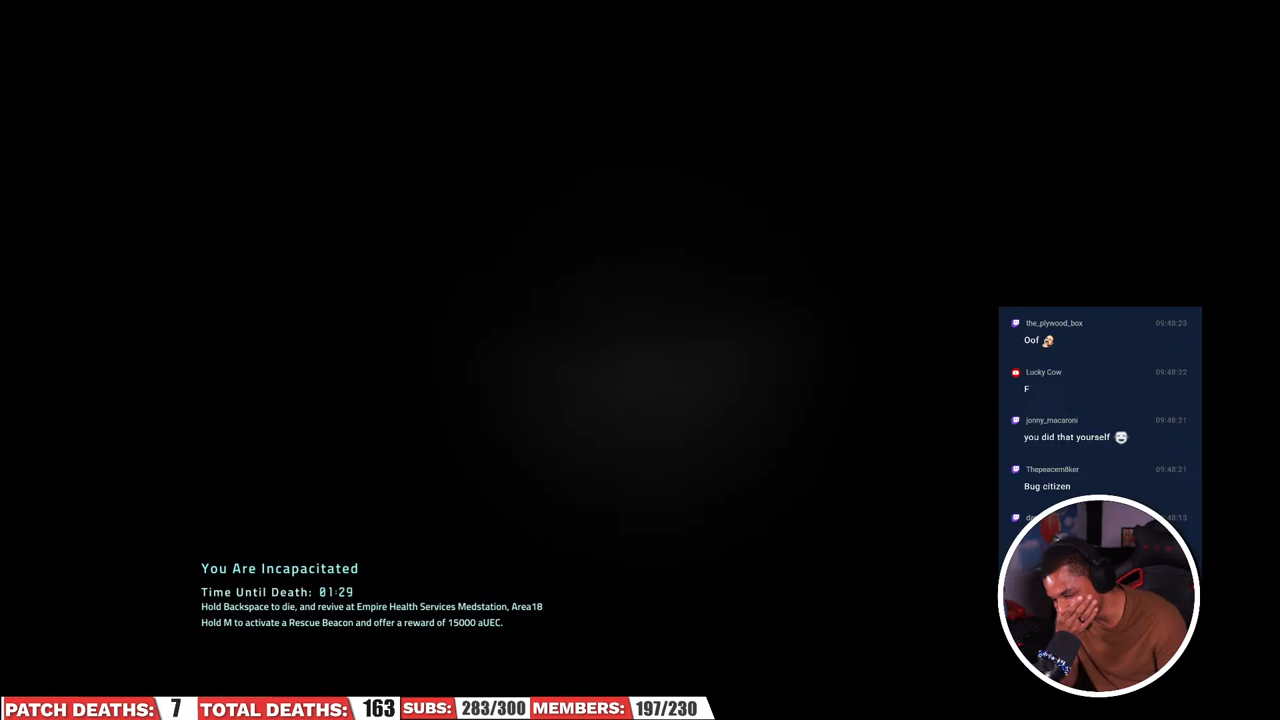 the_plywood_box 09:48:23
Oof
Lucky Cow 09:48:22
F
jonny_macaroni 09:48:21
you did that yourself
Thepeacem8ker 09:48:21
Bug citizen
You Are Incapacitated
Time Until Death: 01:29
Hold Backspace to die, and revive at Empire Health Services Medstation, Area18
Hold M to activate a Rescue Beacon and offer a reward of 15000 aUEC.
PATCH DEATHS: 7 TOTAL DEATHS: 163 SUBS: 283/300 MEMBERS: 197/230